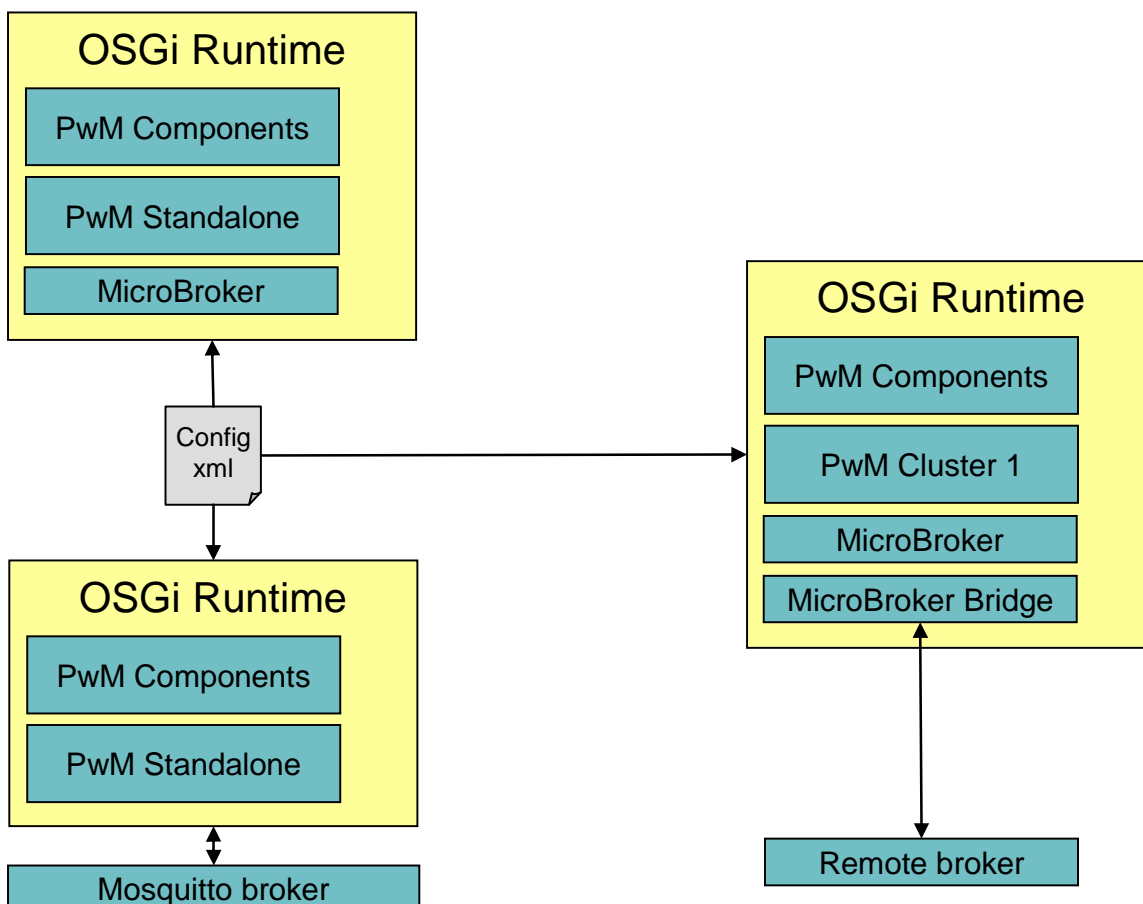 OSGi Runtime
PwM Components
PwM Standalone
MicroBroker
Config
xml
OSGi Runtime
PwM Components
PwM Standalone
Mosquitto broker
OSGi Runtime
PwM Components
PwM Cluster 1
MicroBroker
MicroBroker Bridge
Remote broker